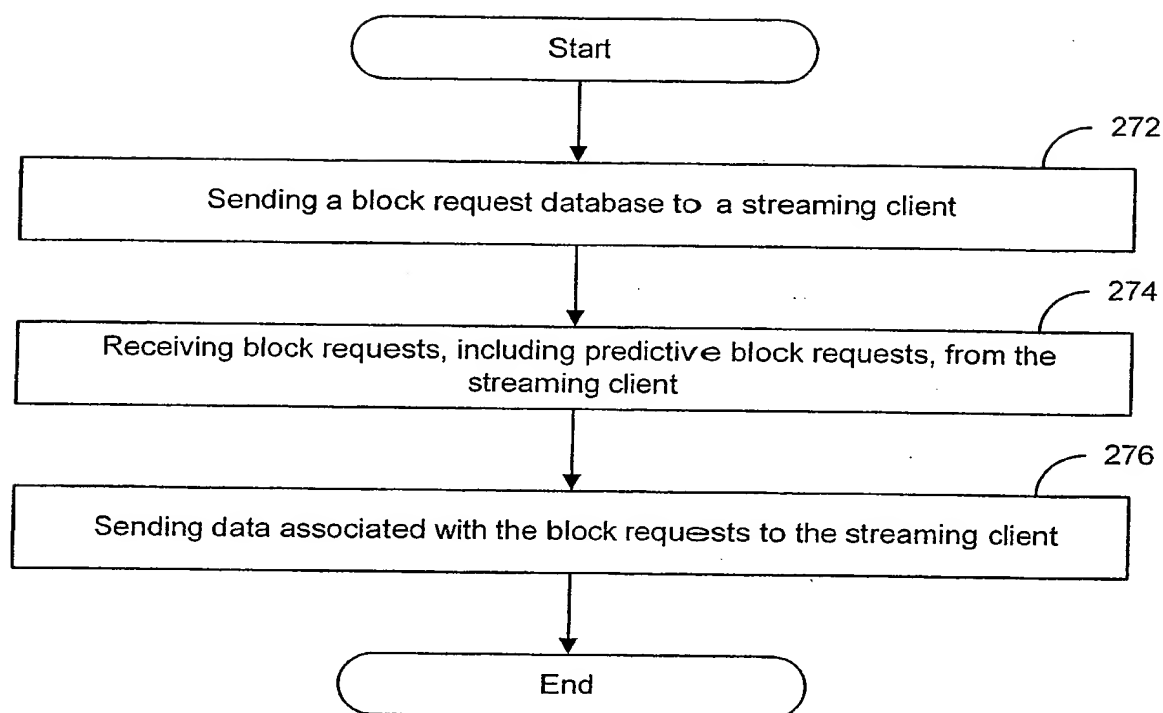 Start
272
Sending a block request database to a streaming client
274
Receiving block requests, including predictive block requests, from the
streaming client
276
Sending data associated with the block requests to the streaming client
End